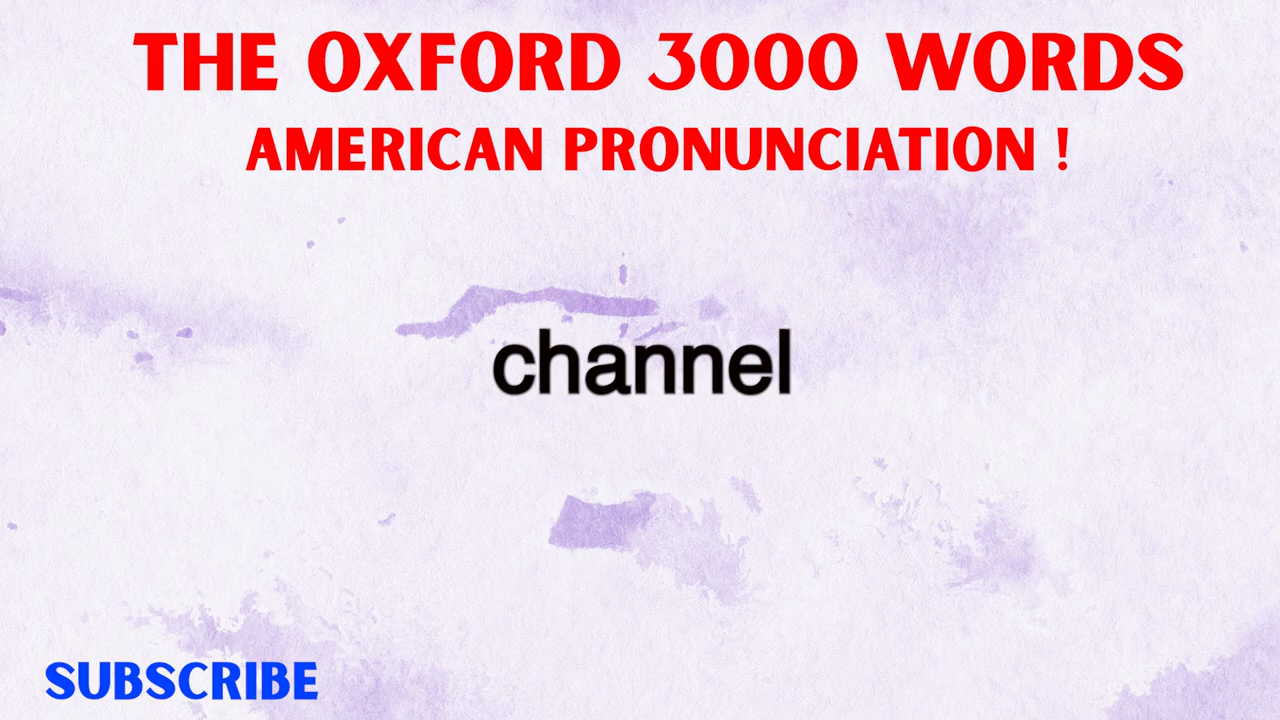 THE OXFORD 3000 WORDS
AMERICAN PRONUNCIATION !
channel
SUBSCRIBE